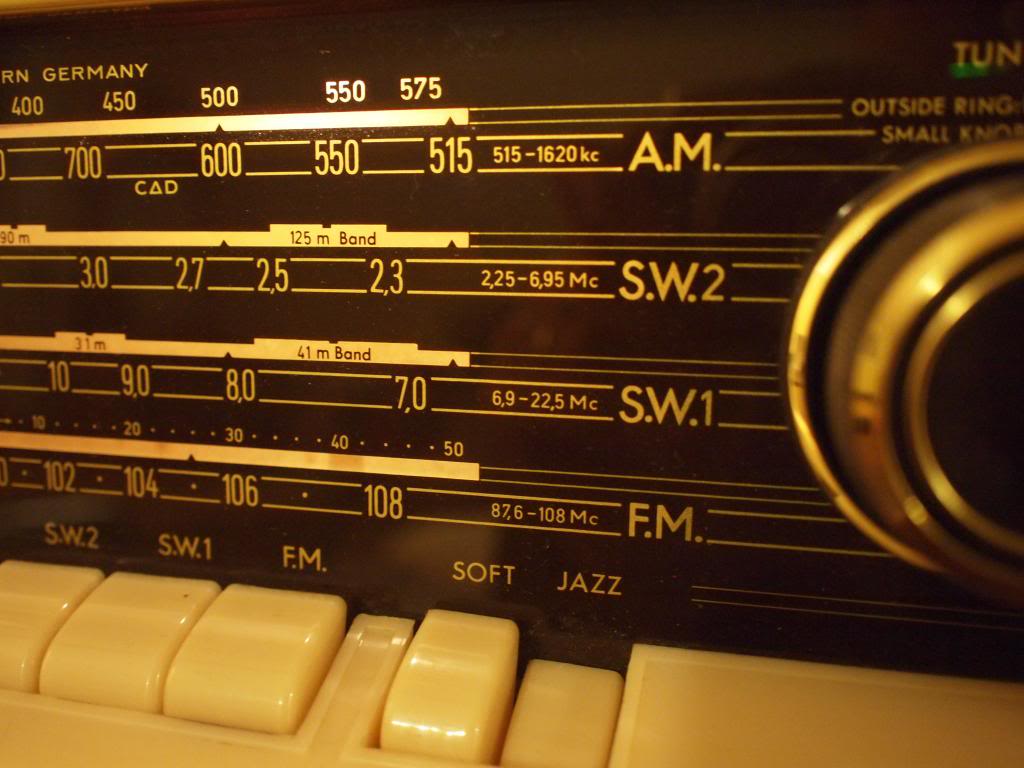 RN GERMANY
TUN
400 450 500 550 575
OUTSIDE RING
SMALL KNOB
700 600 550 515 515-1620 kc A.M.
CAD
90 m 125 m Band
3,0 2,7 2,5 2,3 2,25-6,95 Mc S.W.2
31 m 41 m Band
10 9,0 8,0 7,0 6,9-22,5 Mc S.W.1
10 20 30 40 50
0 102 104 106 108 87,6-108 Mc F.M.
S.W.2 S.W.1 F.M. SOFT JAZZ